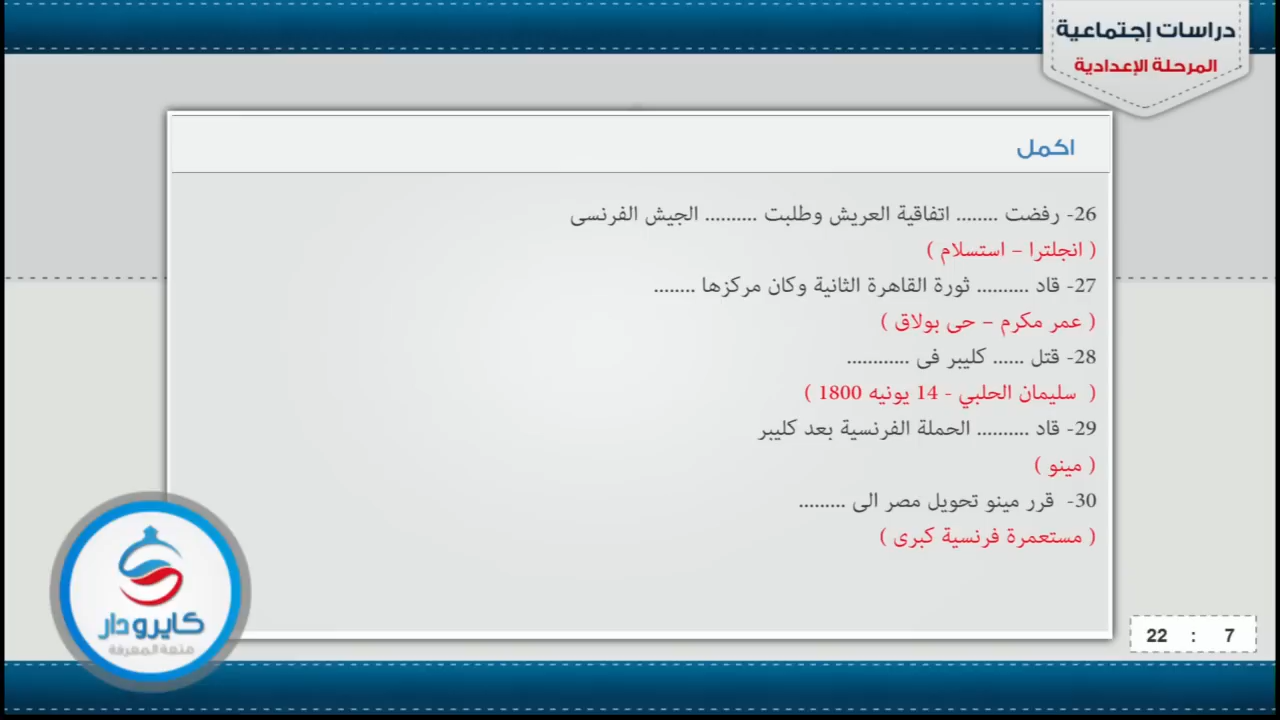 دراسات إجتماعية
المرحلة الإعدادية
اكمل
26- رفضت ........ اتفاقية العريش وطلبت .......... الجيش الفرنسى
( انجلترا – استسلام )
27- قاد .......... ثورة القاهرة الثانية وكان مركزها ........
( عمر مكرم – حى بولاق )
28- قتل ...... كليبر فى ............
( سليمان الحلبي - 14 يونيه 1800 )
29- قاد .......... الحملة الفرنسية بعد كليبر
( مينو )
30- قرر مينو تحويل مصر الى .........
( مستعمرة فرنسية كبرى )
كايرو دار
متعة المعرفة
22 : 7